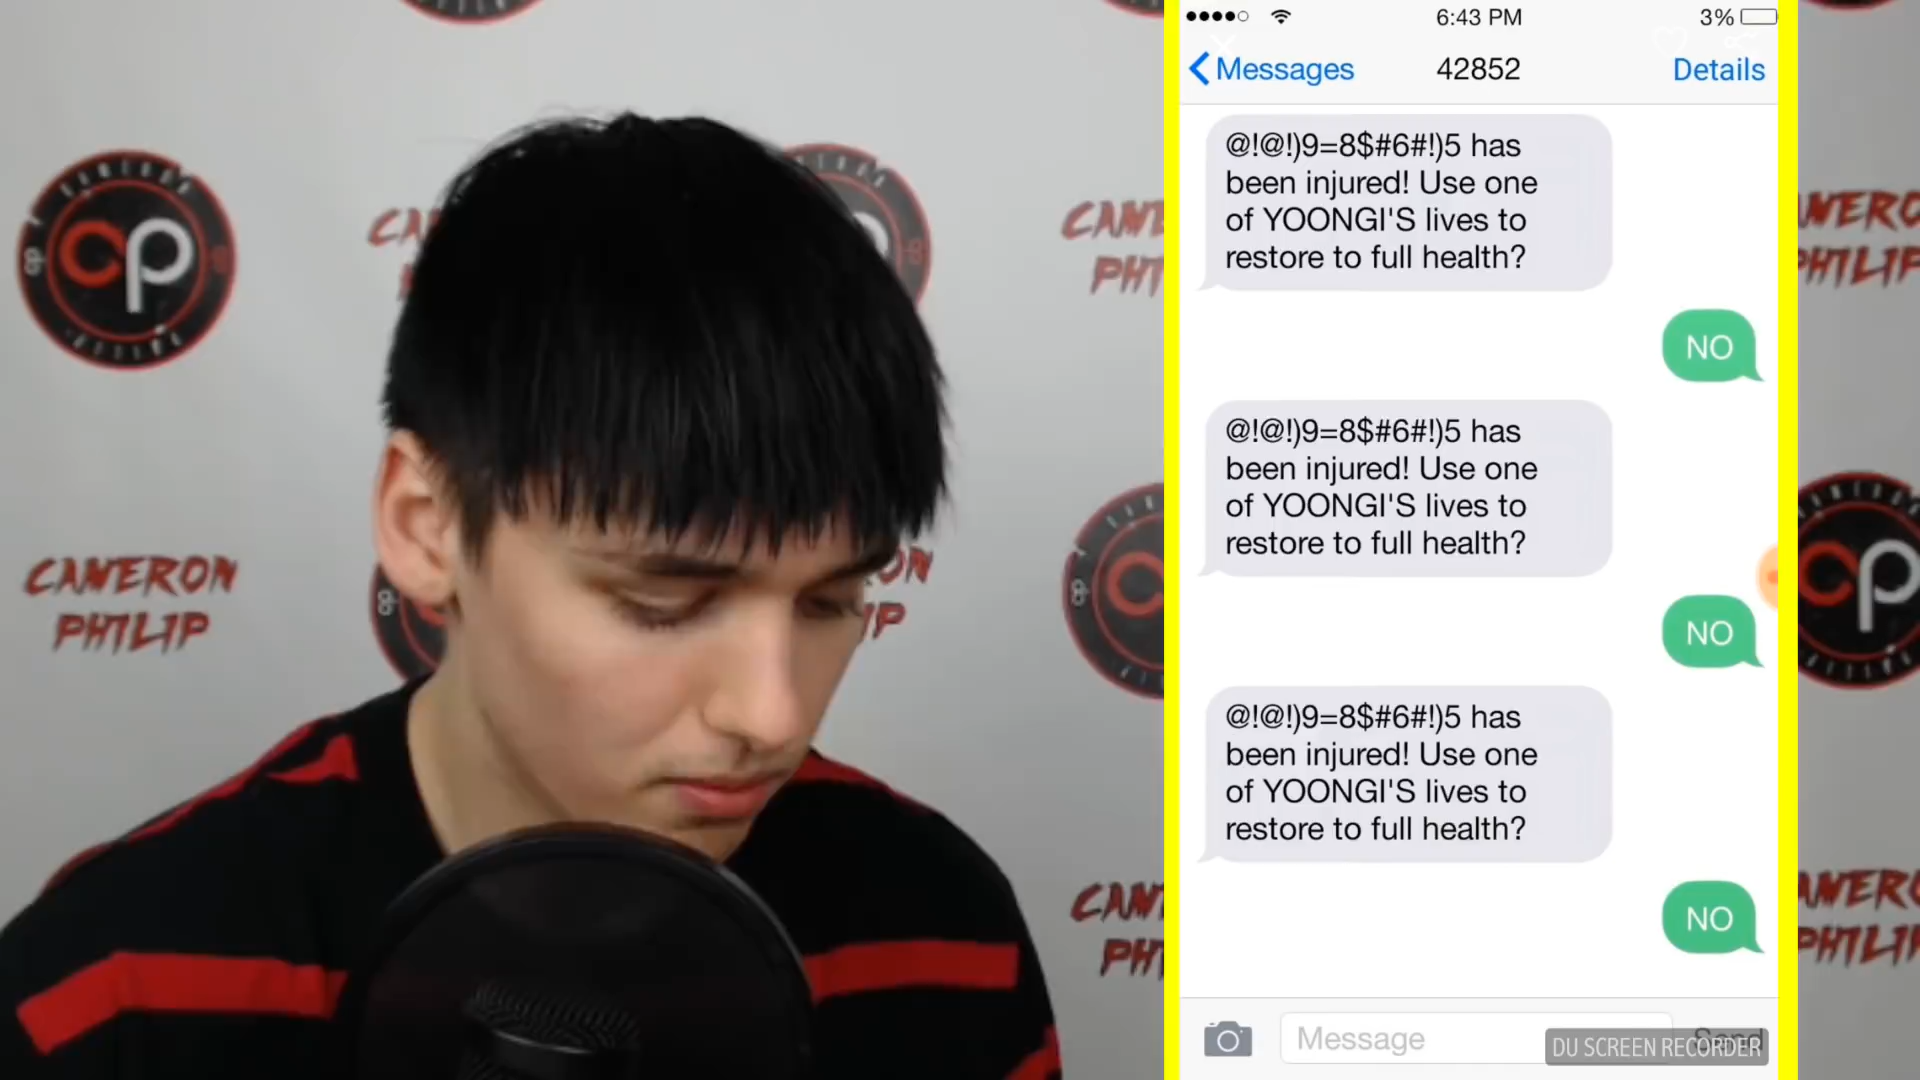 CAMERON
PHILIP
cp
6:43 PM
3%
Messages
42852
Details
@!@!)9=8$#6#!)5 has
been injured! Use one
of YOONGI'S lives to
restore to full health?
NO
@!@!)9=8$#6#!)5 has
been injured! Use one
of YOONGI'S lives to
restore to full health?
NO
@!@!)9=8$#6#!)5 has
been injured! Use one
of YOONGI'S lives to
restore to full health?
NO
Message
Send
DU SCREEN RECORDER